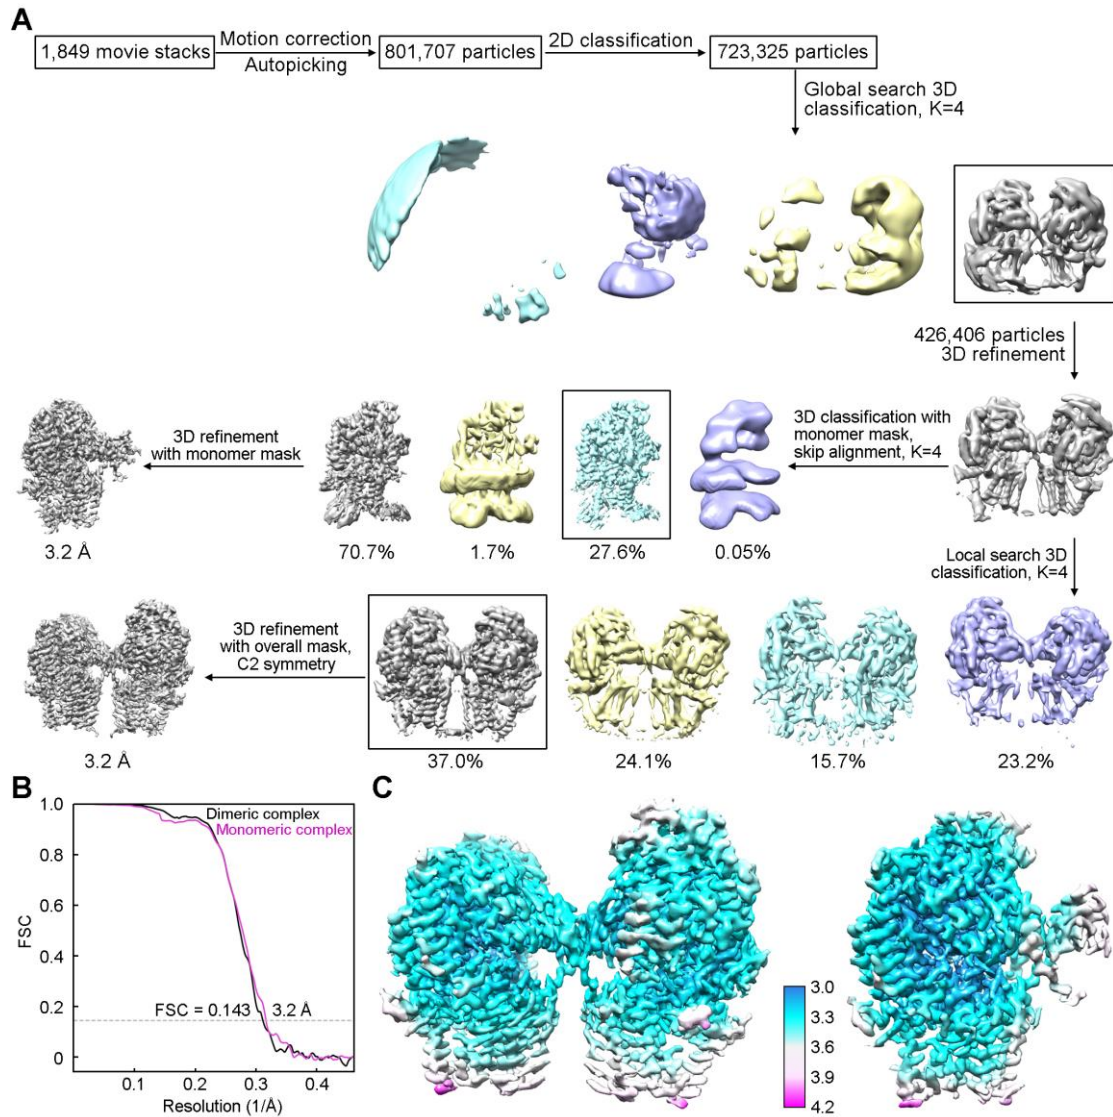 A
1,849 movie stacks
Motion correction
Autopicking
801,707 particles
2D classification
723,325 particles
Global search 3D
classification, K=4
426,406 particles
3D refinement
3D classification with
monomer mask,
skip alignment, K=4
3D refinement
with monomer mask
3.2 Å
70.7%
1.7%
27.6%
0.05%
Local search 3D
classification, K=4
3D refinement
with overall mask,
C2 symmetry
3.2 Å
37.0%
24.1%
15.7%
23.2%
B
1.0
0.8
0.6
0.4
0.2
0
FSC
Dimeric complex
Monomeric complex
FSC = 0.143
3.2 Å
0.1
0.2
0.3
0.4
Resolution (1/Å)
C
3.0
3.3
3.6
3.9
4.2